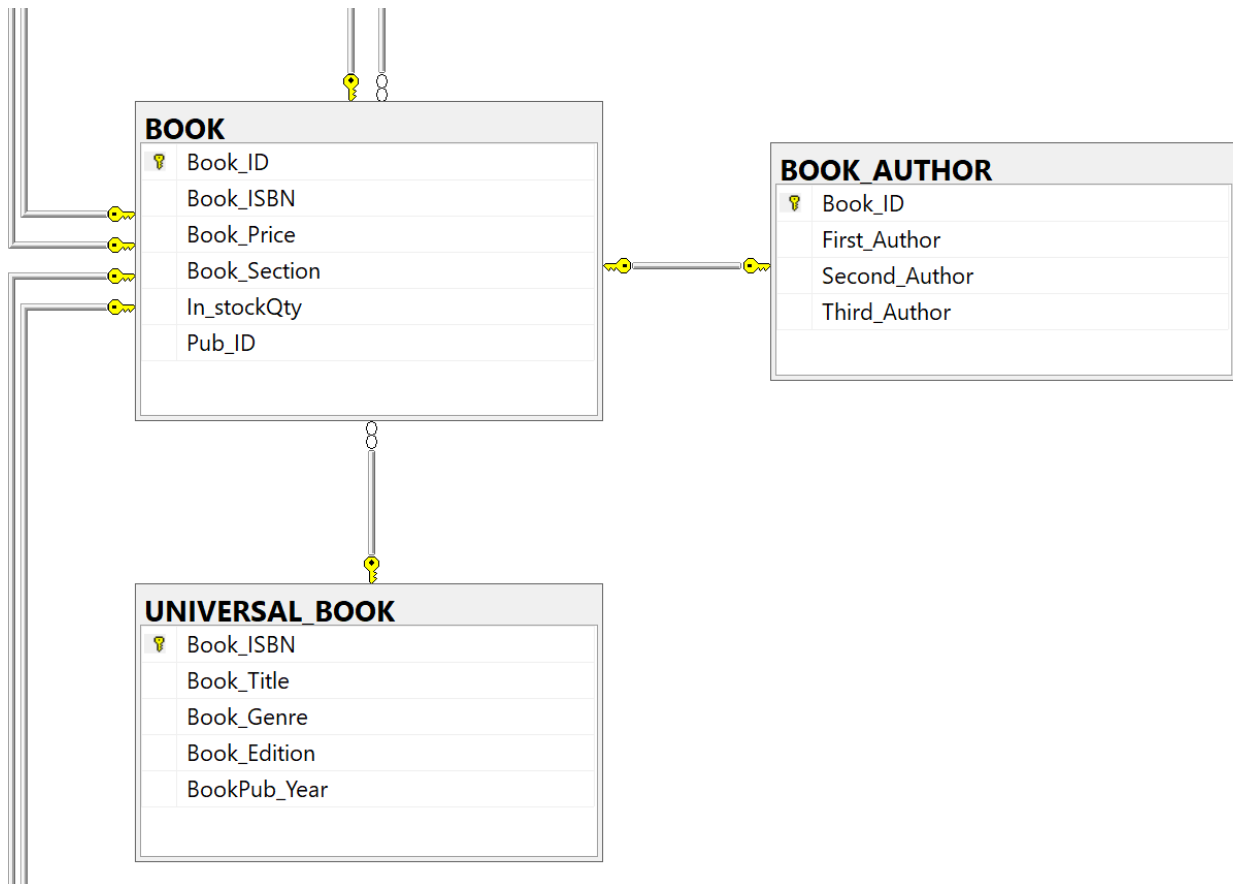 BOOK
Book_ID
Book_ISBN
Book_Price
Book_Section
In_stockQty
Pub_ID
BOOK_AUTHOR
Book_ID
First_Author
Second_Author
Third_Author
UNIVERSAL_BOOK
Book_ISBN
Book_Title
Book_Genre
Book_Edition
BookPub_Year